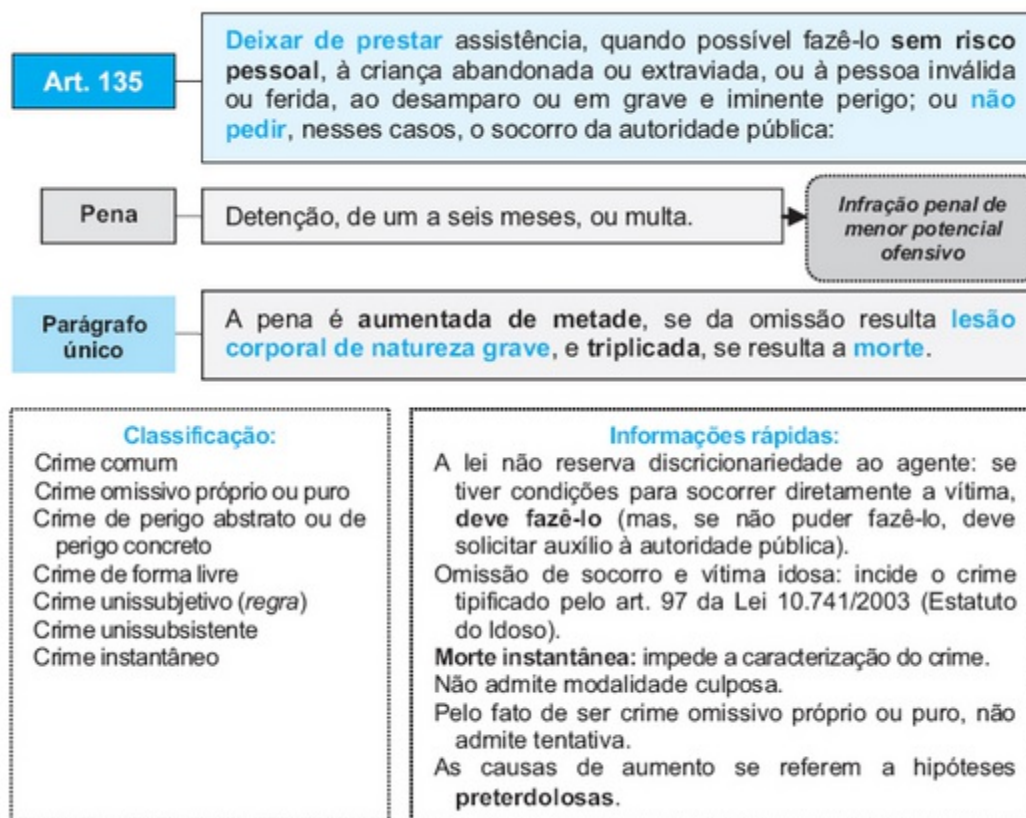 Art. 135
Deixar de prestar assistência, quando possível fazê-lo sem risco
pessoal, à criança abandonada ou extraviada, ou à pessoa inválida
ou ferida, ao desamparo ou em grave e iminente perigo; ou não
pedir, nesses casos, o socorro da autoridade pública:
Pena
Detenção, de um a seis meses, ou multa.
Infração penal de
menor potencial
ofensivo
Parágrafo
único
A pena é aumentada de metade, se da omissão resulta lesão
corporal de natureza grave, e triplicada, se resulta a morte.
Classificação:
Crime comum
Crime omissivo próprio ou puro
Crime de perigo abstrato ou de
perigo concreto
Crime de forma livre
Crime unissubjetivo (regra)
Crime unissubsistente
Crime instantâneo
Informações rápidas:
A lei não reserva discricionariedade ao agente: se
tiver condições para socorrer diretamente a vítima,
deve fazê-lo (mas, se não puder fazê-lo, deve
solicitar auxílio à autoridade pública).
Omissão de socorro e vítima idosa: incide o crime
tipificado pelo art. 97 da Lei 10.741/2003 (Estatuto
do Idoso).
Morte instantânea: impede a caracterização do crime.
Não admite modalidade culposa.
Pelo fato de ser crime omissivo próprio ou puro, não
admite tentativa.
As causas de aumento se referem a hipóteses
preterdolosas.